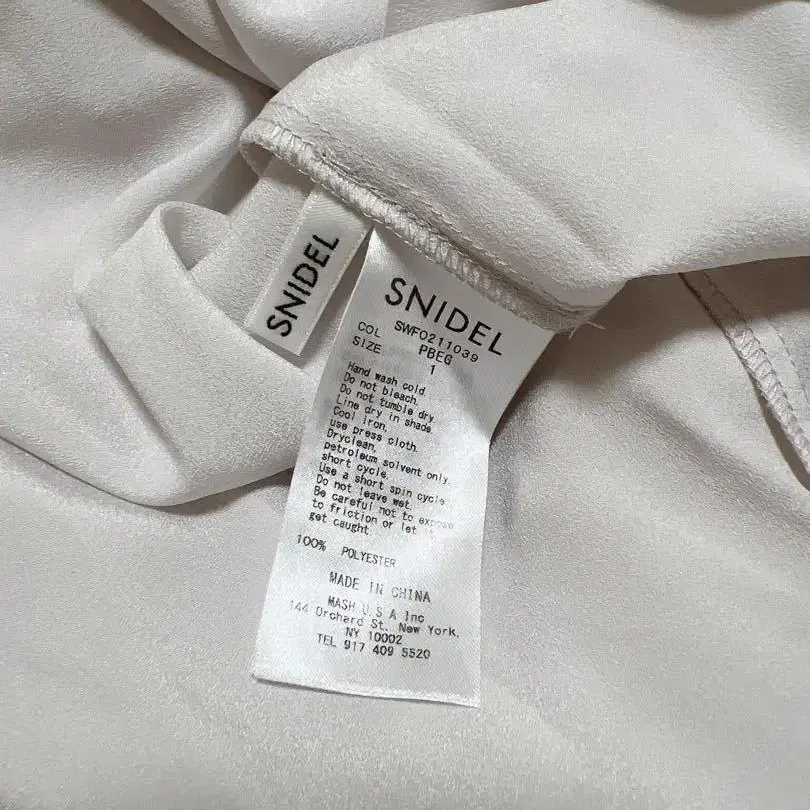 SNIDEL
SNIDEL
SWF0211039
COL PBEG
SIZE 1
Hand wash cold.
Do not bleach.
Do not tumble dry.
Line dry in shade.
Cool iron,
use press cloth.
Dryclean,
petroleum solvent only,
short cycle.
Use a short spin cycle.
Do not leave wet.
Be careful not to expose
to friction or let it
get caught
100% POLYESTER
MADE IN CHINA
MASH U.S A Inc
144 Orchard St. New York.
NY 10002
TEL 917 409 5520